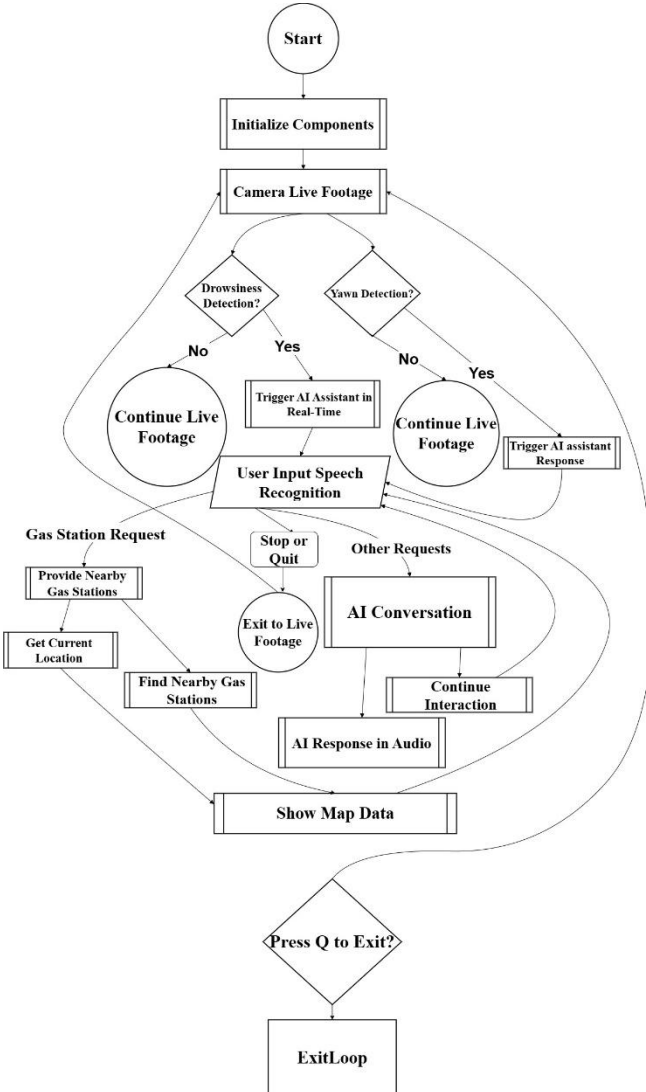 Start
Initialize Components
Camera Live Footage
Drowsiness
Detection?
Yawn Detection?
No
Yes
No
Yes
Continue Live
Footage
Trigger AI Assistant in
Real-Time
Continue Live
Footage
Trigger AI assistant
Response
User Input Speech
Recognition
Gas Station Request
Stop or
Quit
Other Requests
Provide Nearby
Gas Stations
Exit to Live
Footage
AI Conversation
Get Current
Location
Find Nearby Gas
Stations
Continue
Interaction
AI Response in Audio
Show Map Data
Press Q to Exit?
ExitLoop